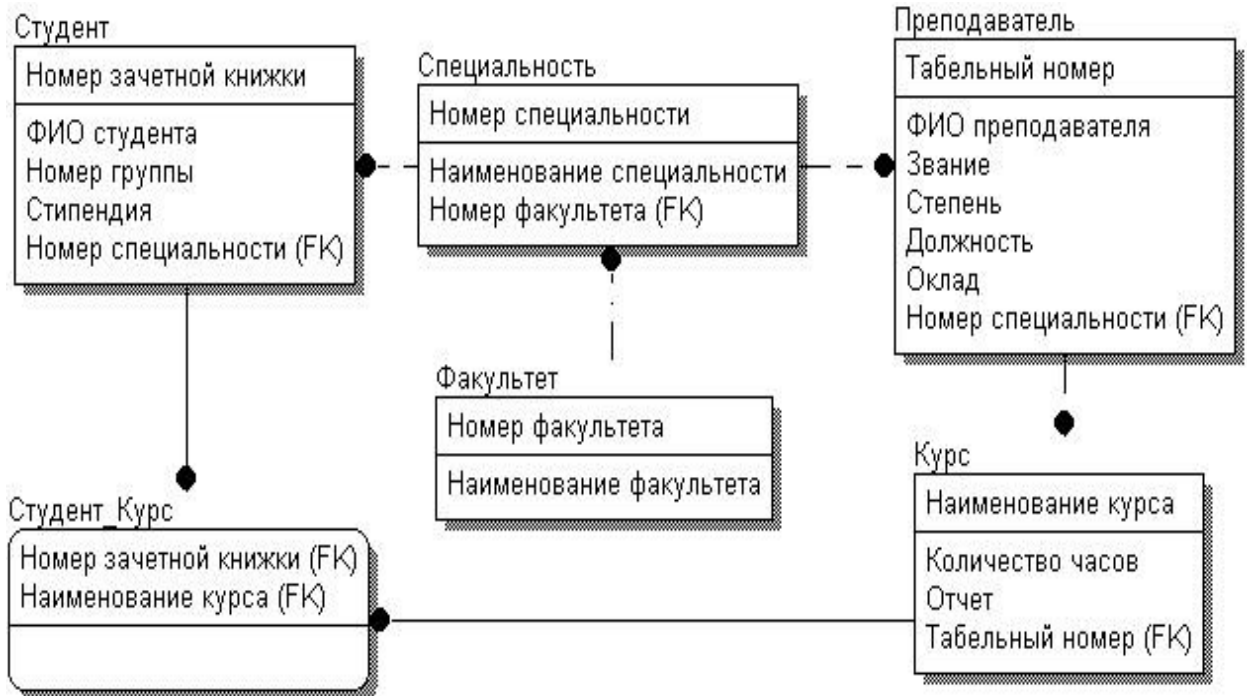 Студент
Номер зачетной книжки
ФИО студента
Номер группы
Стипендия
Номер специальности (FK)
Специальность
Номер специальности
Наименование специальности
Номер факультета (FK)
Преподаватель
Табельный номер
ФИО преподавателя
Звание
Степень
Должность
Оклад
Номер специальности (FK)
Факультет
Номер факультета
Наименование факультета
Студент_Курс
Номер зачетной книжки (FK)
Наименование курса (FK)
Курс
Наименование курса
Количество часов
Отчет
Табельный номер (FK)